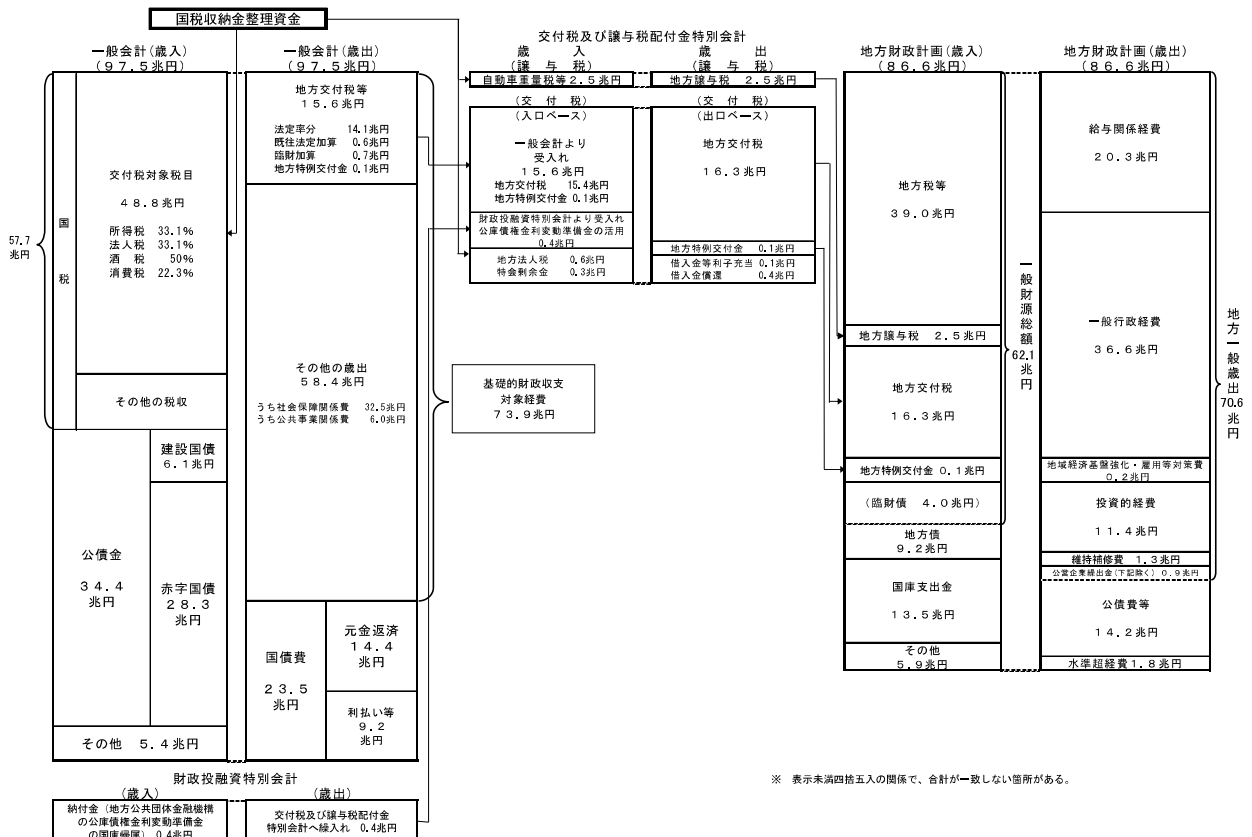 国税収納金整理資金
一般会計(歳入)
(97.5兆円)
国税
57.7
兆円
交付税対象税目
48.8兆円
所得税 33.1%
法人税 33.1%
酒 税 50%
消費税 22.3%
その他の税収
公債金
34.4
兆円
建設国債
6.1兆円
赤字国債
28.3
兆円
その他 5.4兆円
一般会計(歳出)
(97.5兆円)
地方交付税等
15.6兆円
法定率分 14.1兆円
既往法定加算 0.6兆円
臨財加算 0.7兆円
地方特例交付金 0.1兆円
その他の歳出
58.4兆円
うち社会保障関係費 32.5兆円
うち公共事業関係費 6.0兆円
国債費
23.5
兆円
元金返済
14.4
兆円
利払い等
9.2
兆円
基礎的財政収支
対象経費
73.9兆円
交付税及び譲与税配付金特別会計
歳 入
(譲与税)
自動車重量税等2.5兆円
(交 付 税)
(入口ベース)
一般会計より
受入れ
15.6兆円
地方交付税 15.4兆円
地方特例交付金 0.1兆円
財政投融資特別会計より受入れ
公庫債権金利変動準備金の活用
0.4兆円
地方法人税 0.6兆円
特会剰余金 0.3兆円
歳 出
(譲与税)
地方譲与税 2.5兆円
(交 付 税)
(出口ベース)
地方交付税
16.3兆円
地方特例交付金 0.1兆円
借入金等利子充当 0.1兆円
借入金償還 0.4兆円
地方財政計画(歳入)
(86.6兆円)
地方税等
39.0兆円
地方譲与税 2.5兆円
地方交付税
16.3兆円
地方特例交付金 0.1兆円
(臨財債 4.0兆円)
地方債
9.2兆円
国庫支出金
13.5兆円
その他
5.9兆円
一般財源総額
62.1
兆円
地方財政計画(歳出)
(86.6兆円)
給与関係経費
20.3兆円
一般行政経費
36.6兆円
地域経済基盤強化・雇用等対策費
0.2兆円
投資的経費
11.4兆円
維持補修費 1.3兆円
公営企業繰出金(下記除く) 0.9兆円
公債費等
14.2兆円
水準超経費1.8兆円
地方一般歳出
70.6
兆円
財政投融資特別会計
(歳入)
納付金(地方公共団体金融機構
の公庫債権金利変動準備金
の国庫帰属) 0.4兆円
(歳出)
交付税及び譲与税配付金
特別会計へ繰入れ 0.4兆円
※ 表示未満四捨五入の関係で、合計が一致しない箇所がある。